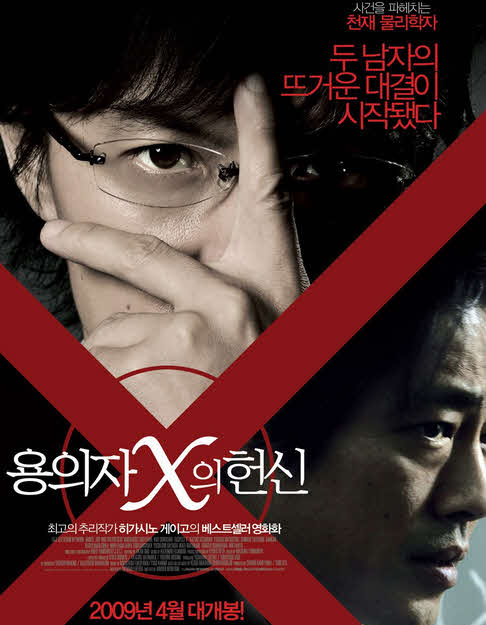 사건을 파헤치는
천재 물리학자
두 남자의
뜨거운 대결이
시작됐다
용의자X의헌신
최고의 추리작가 히가시노 게이고의 베스트셀러 영화화
2009년 4월 대개봉!